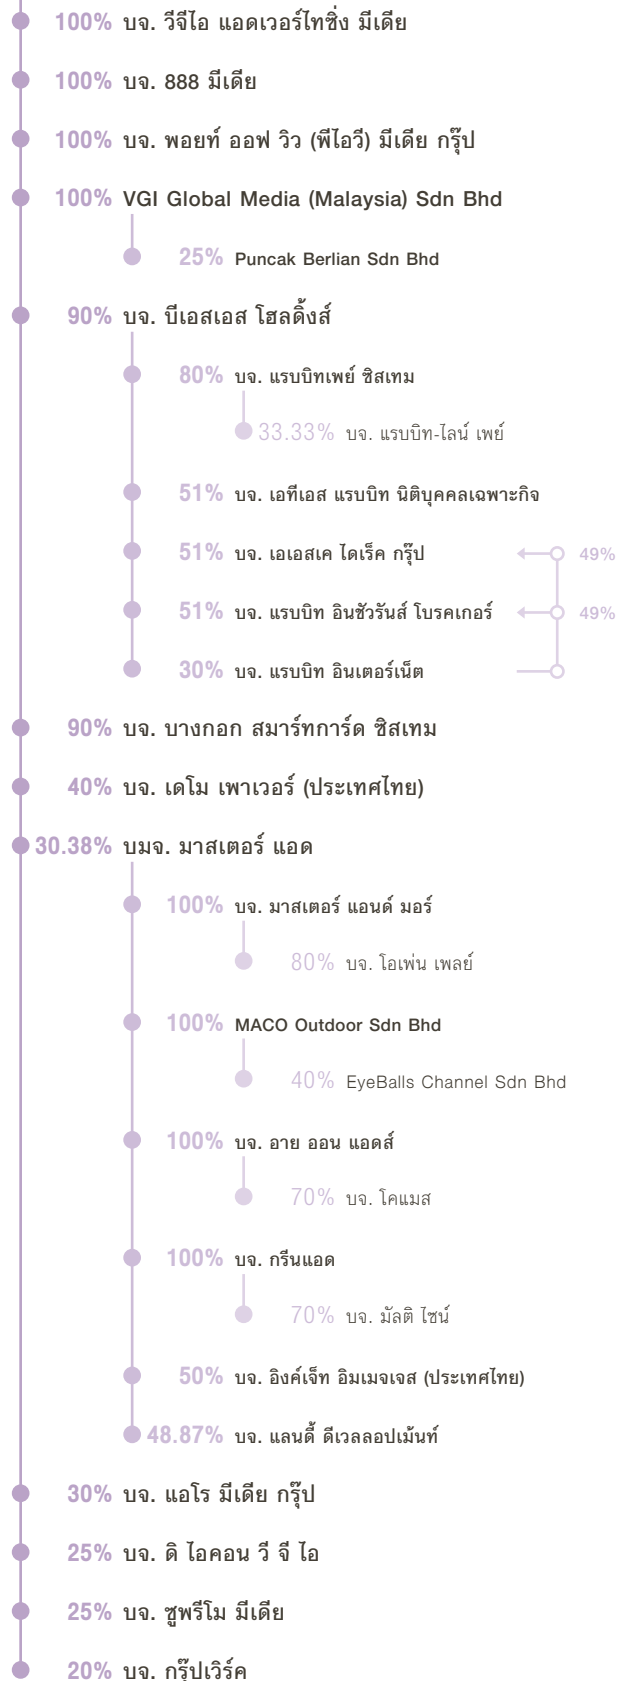 100% บจ. วีจีไอ แอดเวอร์ไทซิ่ง มีเดีย
100% บจ. 888 มีเดีย
100% บจ. พอยท์ ออฟ วิว (พีโอวี) มีเดีย กรุ๊ป
100% VGI Global Media (Malaysia) Sdn Bhd
25% Puncak Berlian Sdn Bhd
90% บจ. บีเอสเอส โฮลดิ้งส์
80% บจ. แรบบิทเพย์ ซิสเทม
33.33% บจ. แรบบิท-ไลน์ เพย์
51% บจ. เอทีเอส แรบบิท นิติบุคคลเฉพาะกิจ
51% บจ. เอเอสเค ไดเร็ค กรุ๊ป 49%
51% บจ. แรบบิท อินชัวรันส์ โบรคเกอร์ 49%
30% บจ. แรบบิท อินเตอร์เน็ต
90% บจ. บางกอก สมาร์ทการ์ด ซิสเทม
40% บจ. เดโม เพาเวอร์ (ประเทศไทย)
30.38% บมจ. มาสเตอร์ แอด
100% บจ. มาสเตอร์ แอนด์ มอร์
80% บจ. โอเพ่น เพลย์
100% MACO Outdoor Sdn Bhd
40% EyeBalls Channel Sdn Bhd
100% บจ. อาย ออน แอดส์
70% บจ. โคแมส
100% บจ. กรีนแอด
70% บจ. มัลติ ไซน์
50% บจ. อิงค์เจ็ท อิมเมจเจส (ประเทศไทย)
48.87% บจ. แลนดี้ ดีเวลลอปเม้นท์
30% บจ. แอโร มีเดีย กรุ๊ป
25% บจ. ดิ ไอคอน วี จี ไอ
25% บจ. ซูพรีโม มีเดีย
20% บจ. กรุ๊ปเวิร์ค